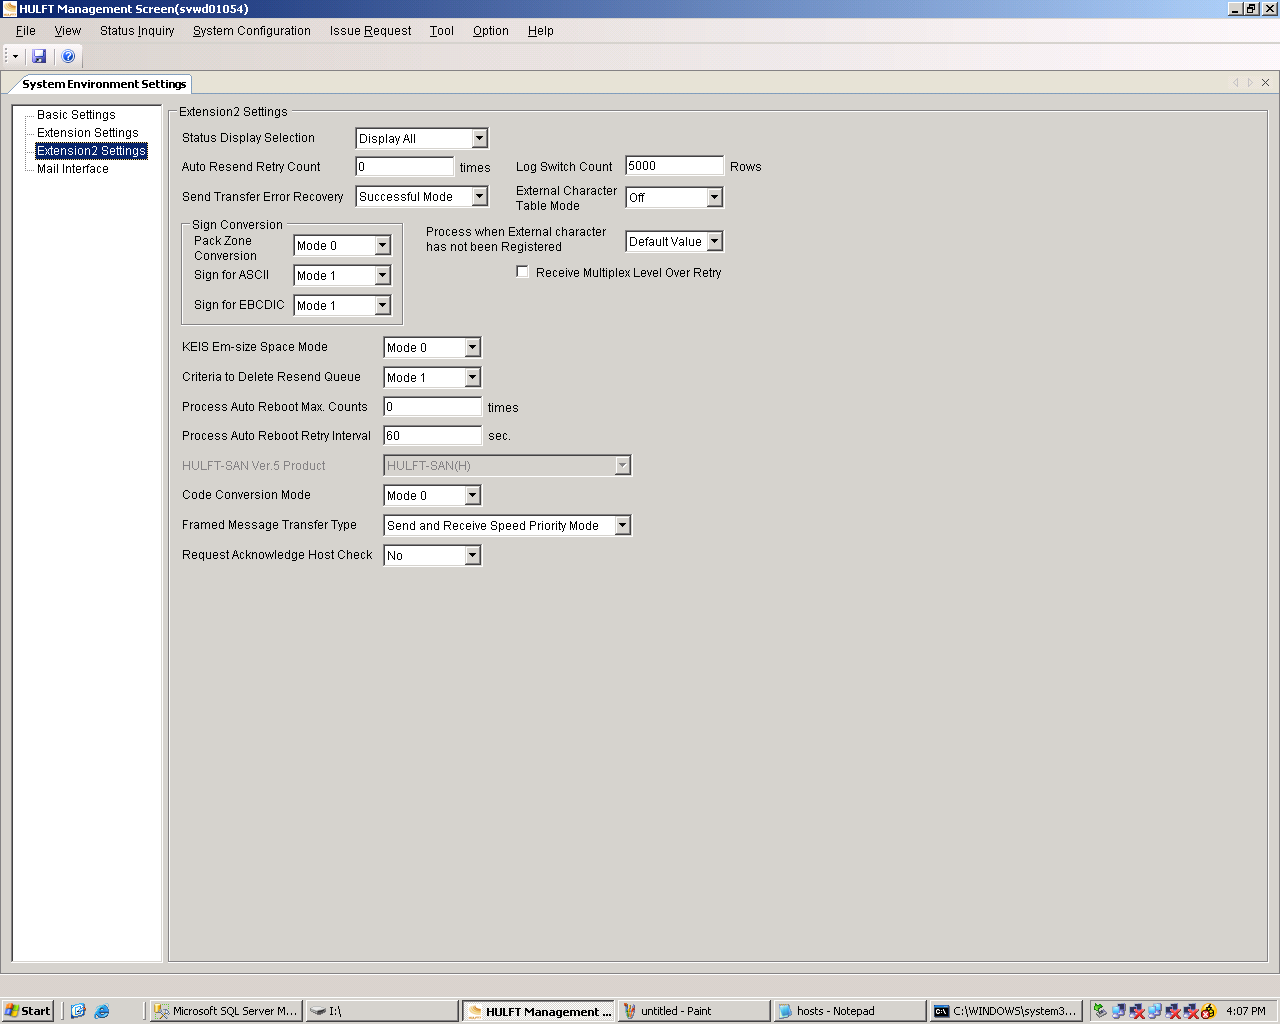 HULFT Management Screen(svwd01054)
File View Status Inquiry System Configuration Issue Request Tool Option Help
System Environment Settings
Basic Settings
Extension Settings
Extension2 Settings
Mail Interface
Extension2 Settings
Status Display Selection Display All
Auto Resend Retry Count 0 times Log Switch Count 5000 Rows
Send Transfer Error Recovery Successful Mode External Character
Table Mode Off
Sign Conversion
Pack Zone
Conversion Mode 0
Sign for ASCII Mode 1
Sign for EBCDIC Mode 1
Process when External character
has not been Registered Default Value
Receive Multiplex Level Over Retry
KEIS Em-size Space Mode Mode 0
Criteria to Delete Resend Queue Mode 1
Process Auto Reboot Max. Counts 0 times
Process Auto Reboot Retry Interval 60 sec.
HULFT-SAN Ver.5 Product HULFT-SAN(H)
Code Conversion Mode Mode 0
Framed Message Transfer Type Send and Receive Speed Priority Mode
Request Acknowledge Host Check No
Start Microsoft SQL Server M... I:\ HULFT Management ... untitled - Paint hosts - Notepad C:\WINDOWS\system3... 4:07 PM